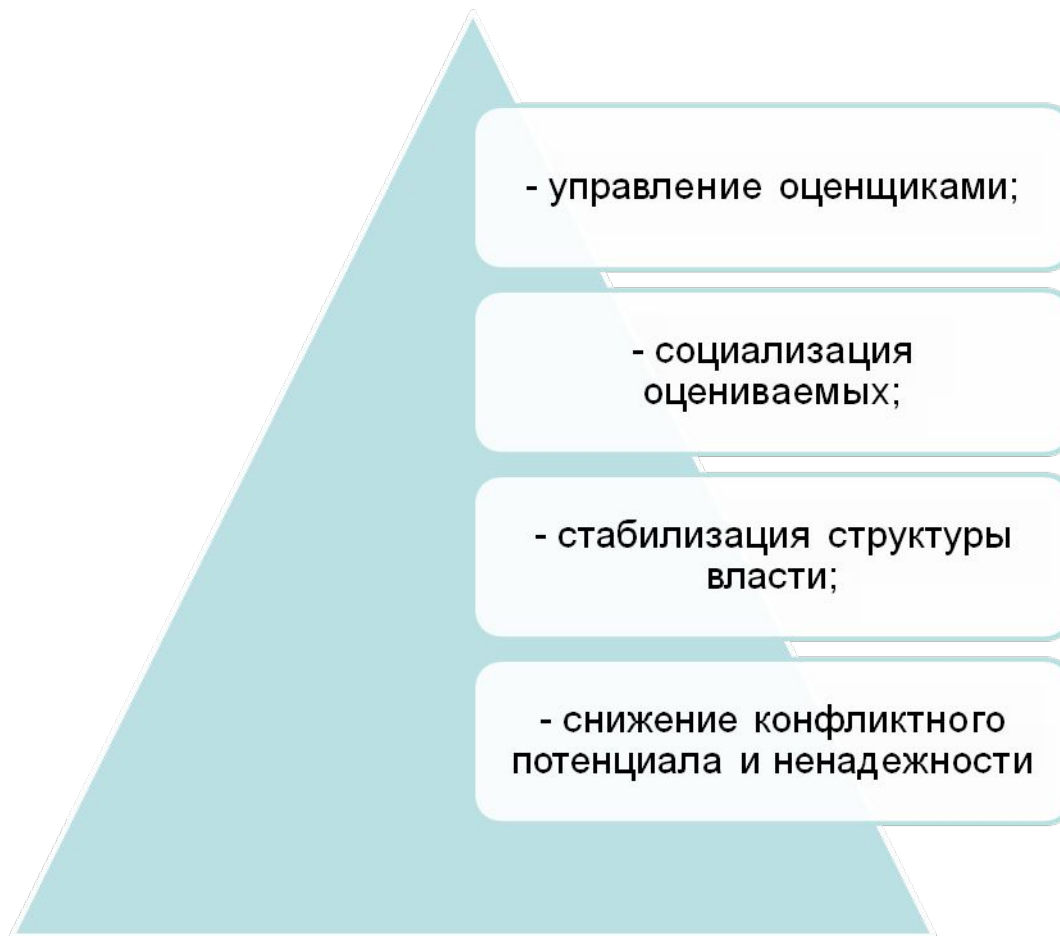 - управление оценщиками;
- социализация
оцениваемых;
- стабилизация структуры
власти;
- снижение конфликтного
потенциала и ненадежности